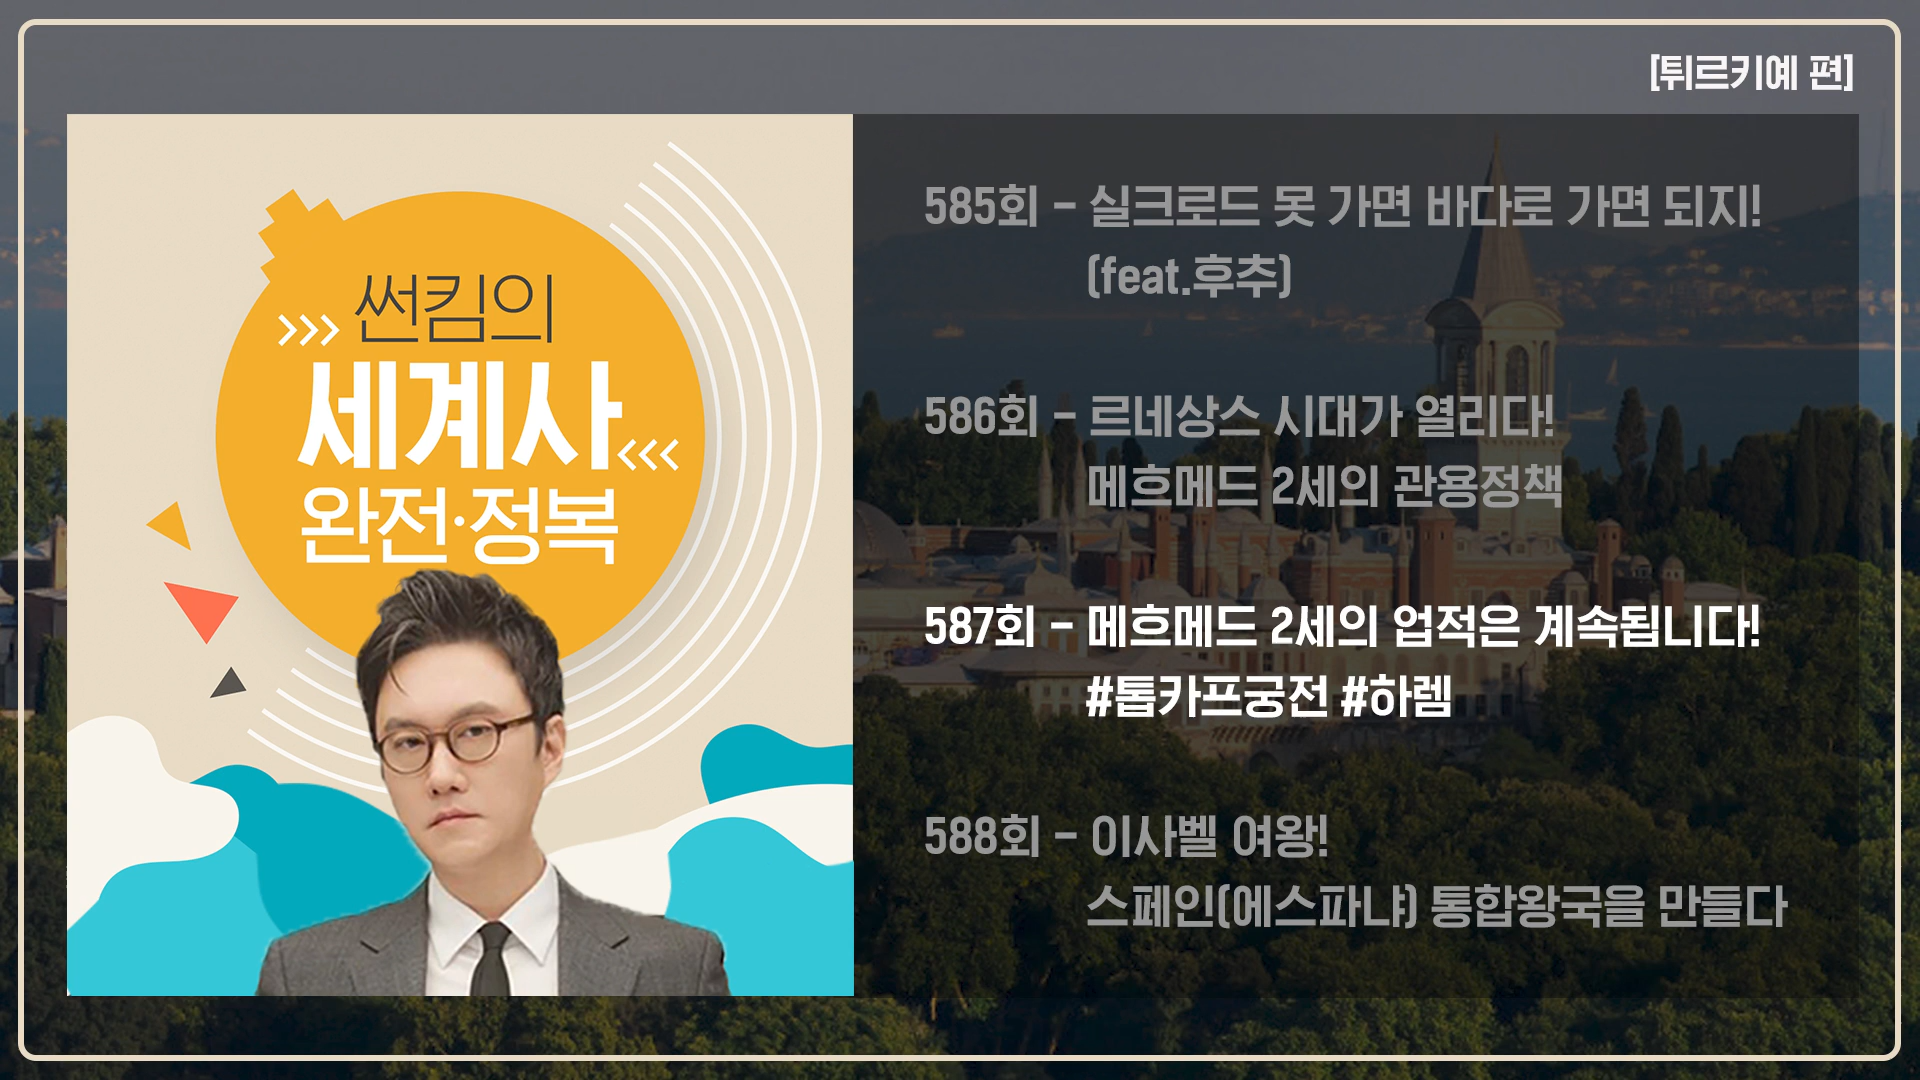 [튀르키예 편]
썬킴의
세계사
완전·정복
585회 - 실크로드 못 가면 바다로 가면 되지!
(feat.후추)
586회 - 르네상스 시대가 열리다!
메흐메드 2세의 관용정책
587회 - 메흐메드 2세의 업적은 계속됩니다!
#톱카프궁전 #하렘
588회 - 이사벨 여왕!
스페인(에스파냐) 통합왕국을 만들다